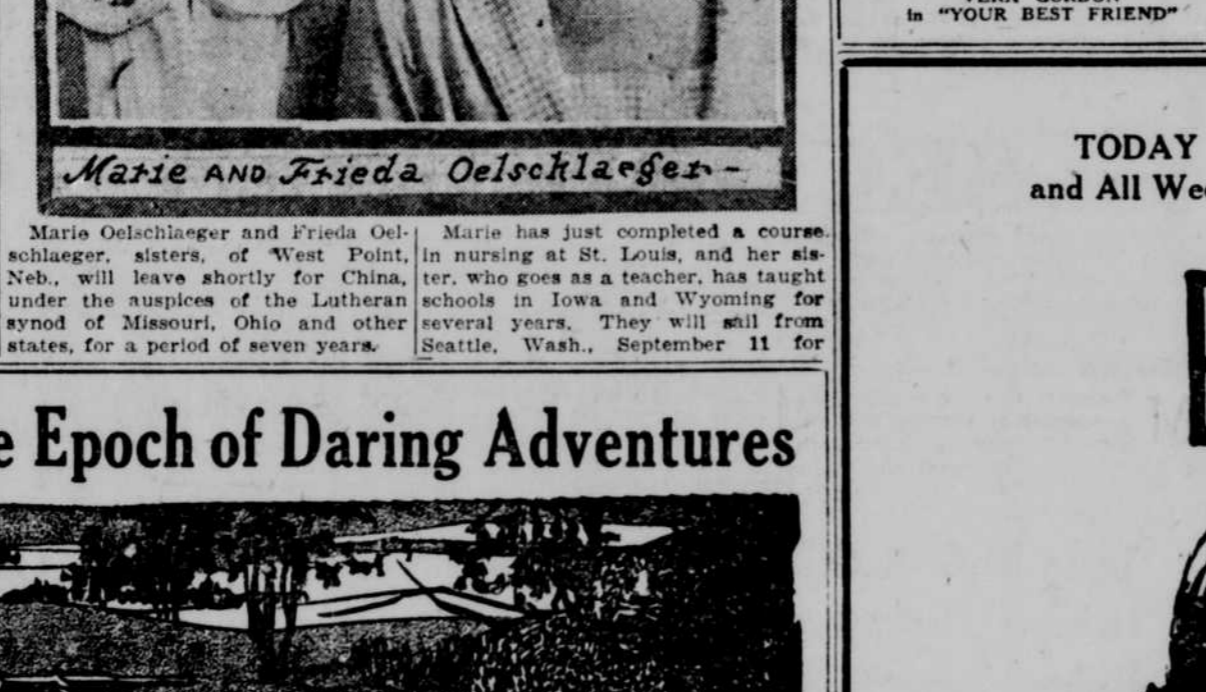 in "YOUR BEST FRIEND"
Marie AND Frieda Oelschlaeger-
Marie Oelschlaeger and Frieda Oel-
schlaeger, sisters, of West Point,
Neb., will leave shortly for China,
under the auspices of the Lutheran
synod of Missouri, Ohio and other
states, for a period of seven years.
Marie has just completed a course
in nursing at St. Louis, and her sis-
ter, who goes as a teacher, has taught
schools in Iowa and Wyoming for
several years. They will sail from
Seattle, Wash., September 11 for
Epoch of Daring Adventures
TODAY
and All